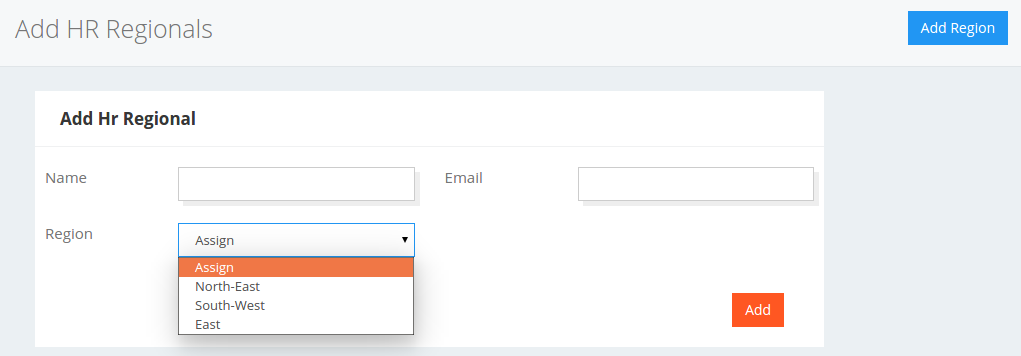 Add HR Regionals
Add Region
Add Hr Regional
Name
Email
Region
Assign
Assign
North-East
South-West
East
Add